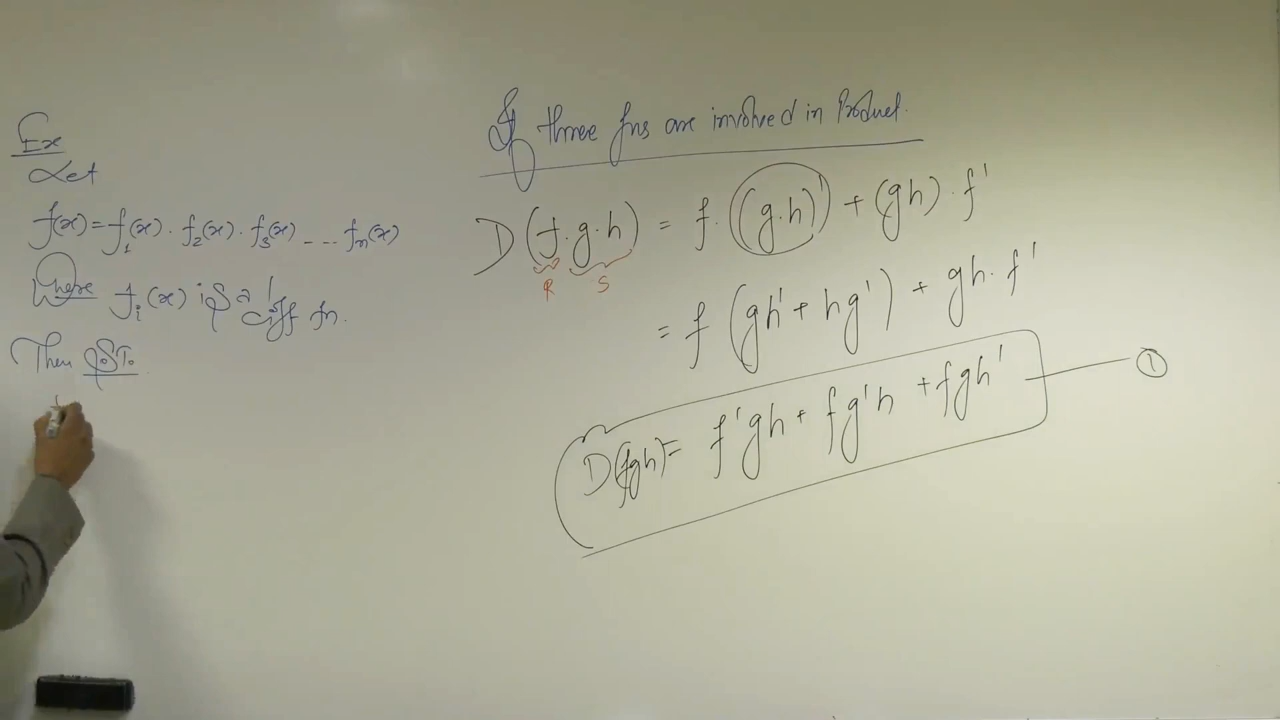 Ex
Let
f(x) = f₁(x) · f₂(x) · f₃(x) --- fₙ(x)
Where fᵢ(x) is a diff fn.
Then S.T.
If three fns are involved in Product.
D(f·g·h) = f·(g·h)' + (gh)·f'
R S
= f(gh' + hg') + gh·f'
D(fgh) = f'gh + fg'h + fgh' ①